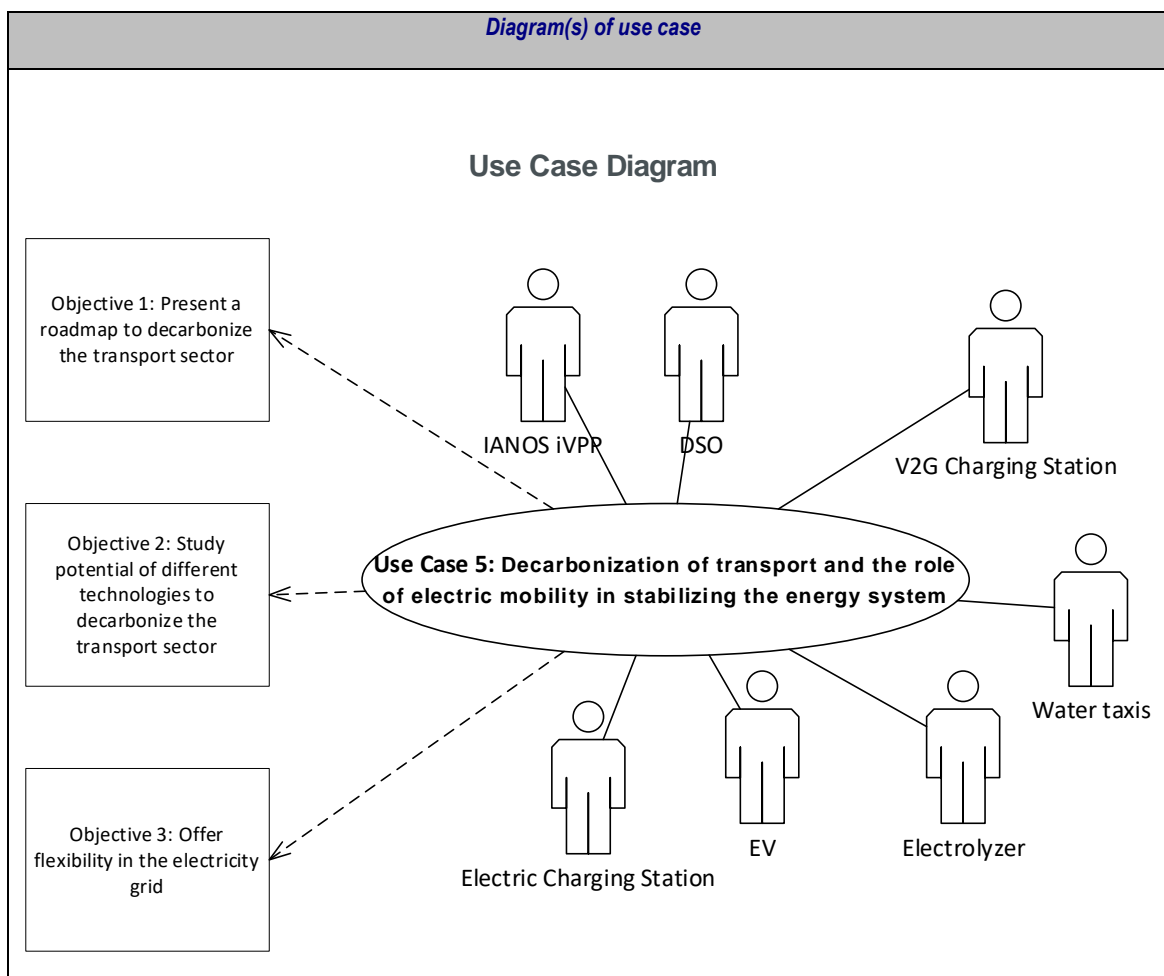 Diagram(s) of use case
Use Case Diagram
Objective 1: Present a
roadmap to decarbonize
the transport sector
IANOS iVPP
DSO
V2G Charging Station
Objective 2: Study
potential of different
technologies to
decarbonize the
transport sector
Use Case 5: Decarbonization of transport and the role
of electric mobility in stabilizing the energy system
Water taxis
Objective 3: Offer
flexibility in the electricity
grid
Electric Charging Station
EV
Electrolyzer